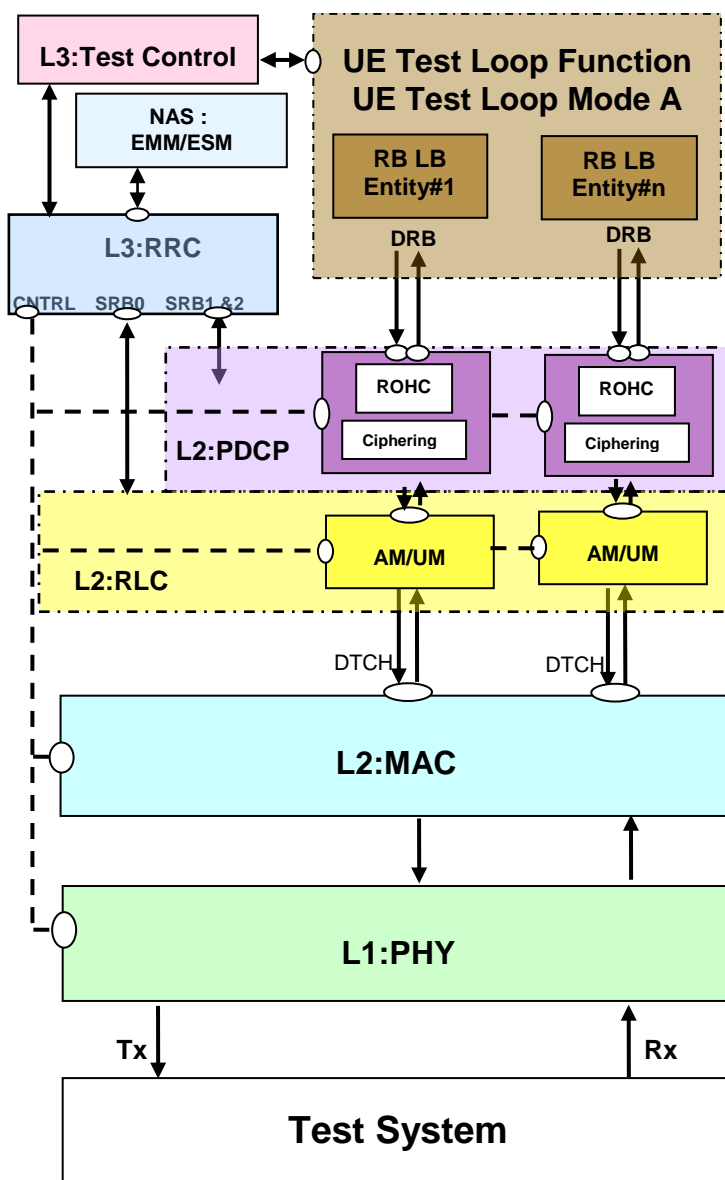 L3:Test Control
UE Test Loop Function
UE Test Loop Mode A
NAS :
EMM/ESM
RB LB
Entity#1
RB LB
Entity#n
DRB
DRB
L3:RRC
CNTRL SRB0 SRB1 &2
ROHC
Ciphering
ROHC
Ciphering
L2:PDCP
AM/UM
AM/UM
L2:RLC
DTCH
DTCH
L2:MAC
L1:PHY
Tx
Rx
Test System